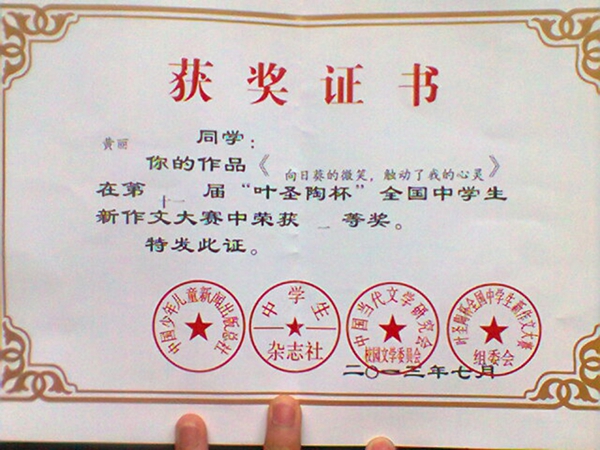 获奖证书
黄丽 同学：
你的作品《向日葵的微笑，触动了我的心灵》
在第十一届“叶圣陶杯”全国中学生
新作文大赛中荣获一等奖。
特发此证。
中国少年儿童新闻出版总社
中学生
杂志社
中国当代文学研究会
校园文学委员会
叶圣陶杯全国中学生新作文大赛
组委会
二〇一三年七月